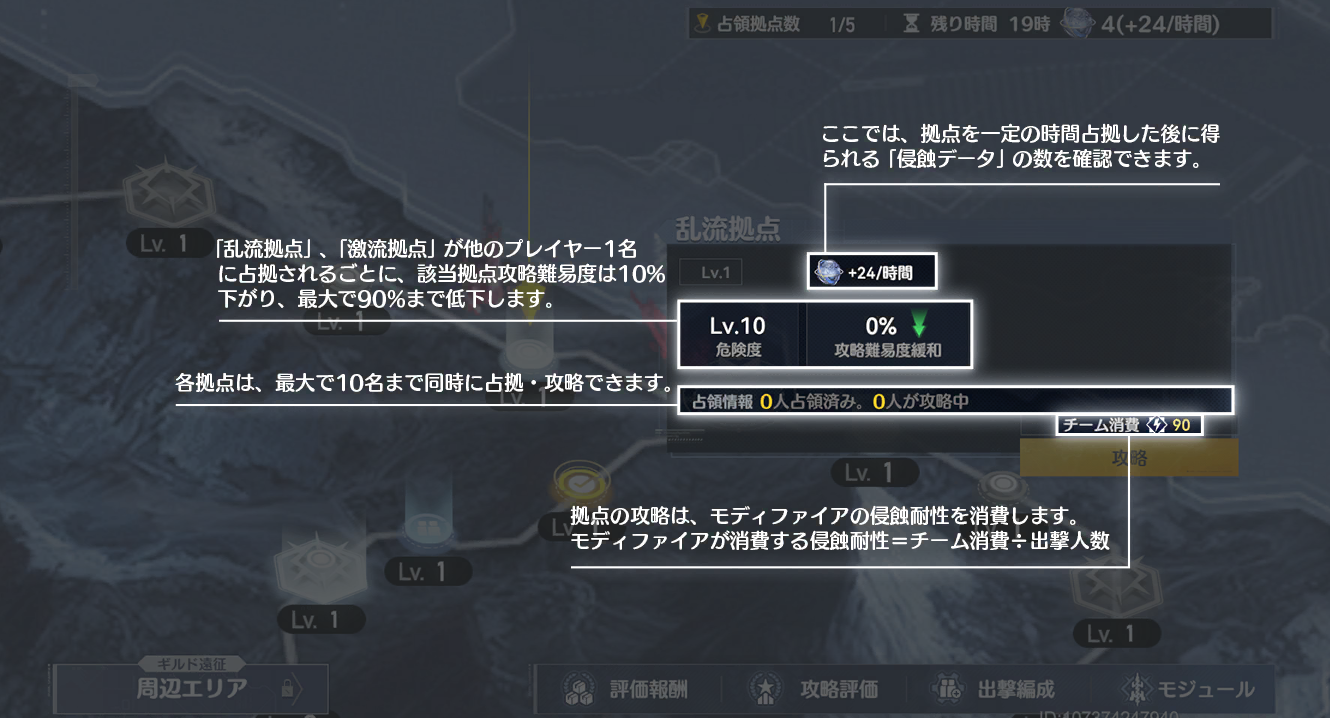 占領拠点数 1/5 残り時間 19時 4(+24/時間)
ここでは、拠点を一定の時間占拠した後に得
られる「侵蝕データ」の数を確認できます。
乱流拠点
Lv. 1
「乱流拠点」、「激流拠点」が他のプレイヤー1名
に占拠されるごとに、該当拠点攻略難易度は10%
下がり、最大で90%まで低下します。
Lv.1
+24/時間
Lv. 1
Lv.10
危険度
0%
攻略難易度緩和
各拠点は、最大で10名まで同時に占拠・攻略できます。
Lv. 1
占領情報 0人占領済み。0人が攻略中
チーム消費 90
攻略
Lv. 1
拠点の攻略は、モディファイアの侵蝕耐性を消費します。
モディファイアが消費する侵蝕耐性＝チーム消費÷出撃人数
Lv. 1
Lv. 1
Lv. 1
ギルド遠征
周辺エリア
評価報酬
攻略評価
出撃編成
モジュール